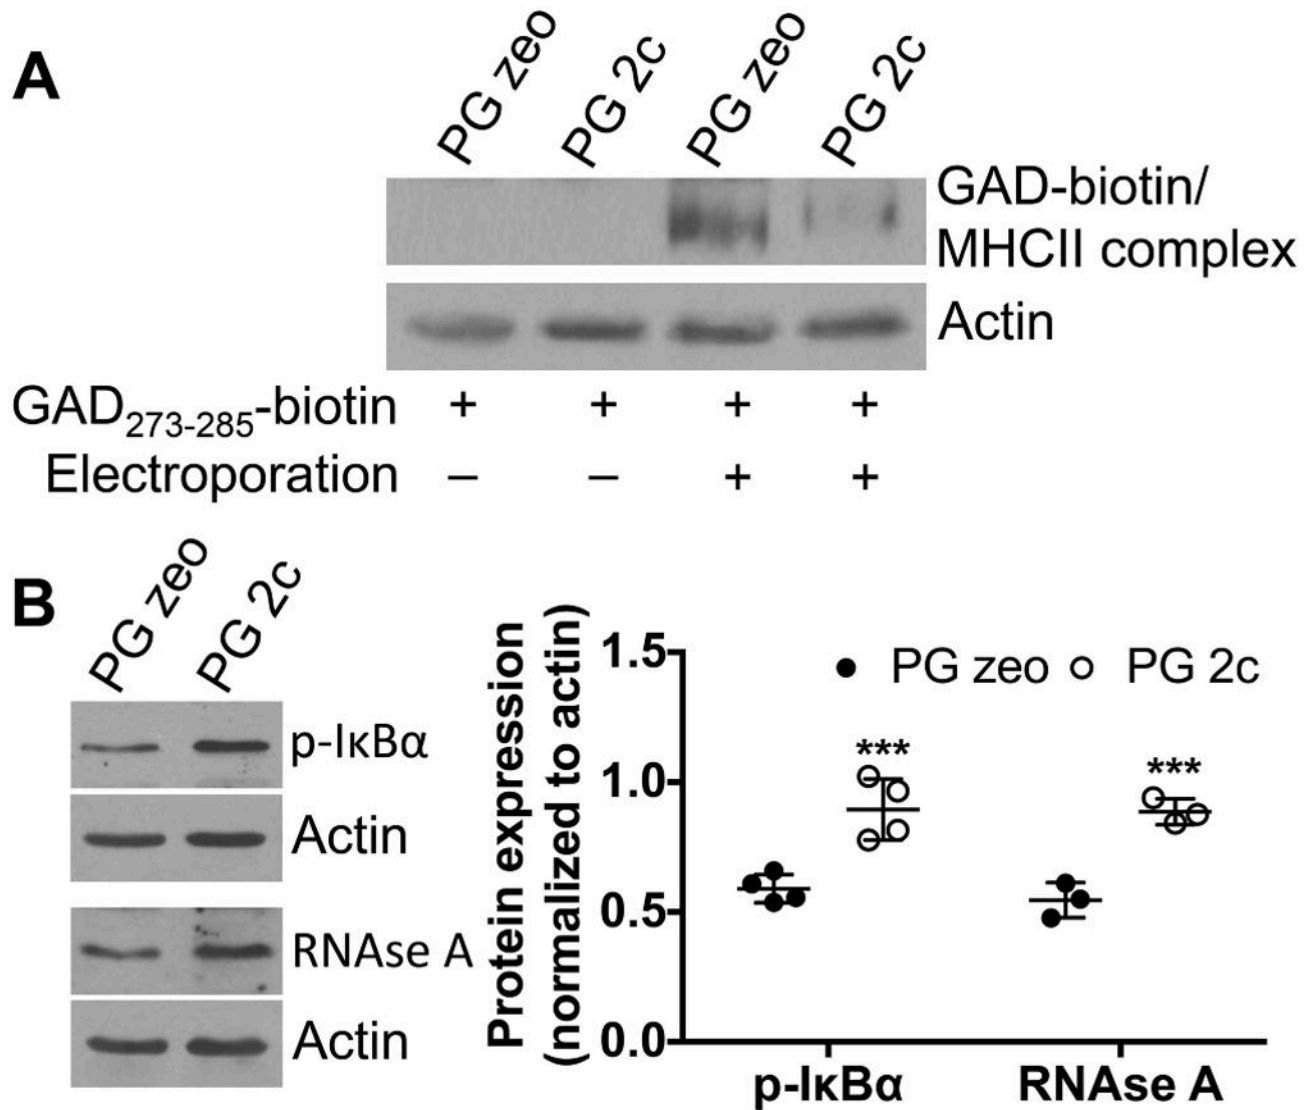 A
PG zeo
PG 2c
PG zeo
PG 2c
GAD-biotin/
MHCII complex
Actin
GAD273-285-biotin + + + +
Electroporation – – + +
B
PG zeo
PG 2c
p-IκBα
Actin
RNAse A
Actin
Protein expression
(normalized to actin)
1.5
1.0
0.5
0.0
PG zeo PG 2c
***
***
p-IκBα
RNAse A